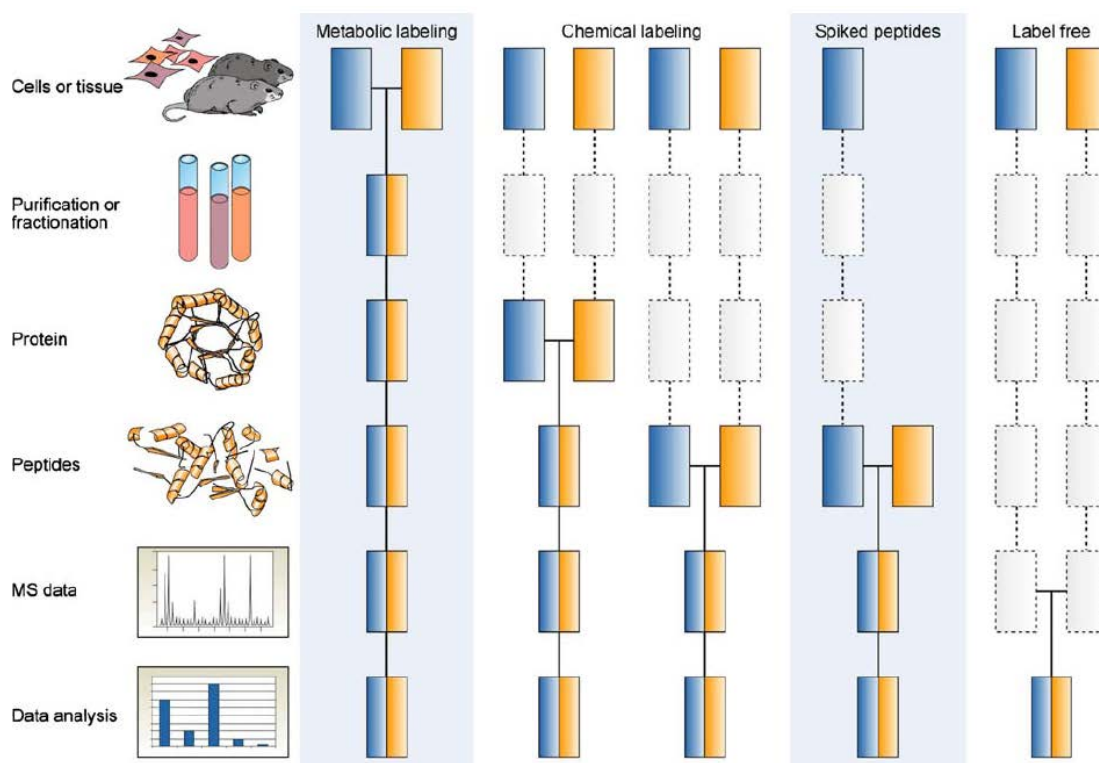 Metabolic labeling
Chemical labeling
Spiked peptides
Label free
Cells or tissue
Purification or
fractionation
Protein
Peptides
MS data
Data analysis